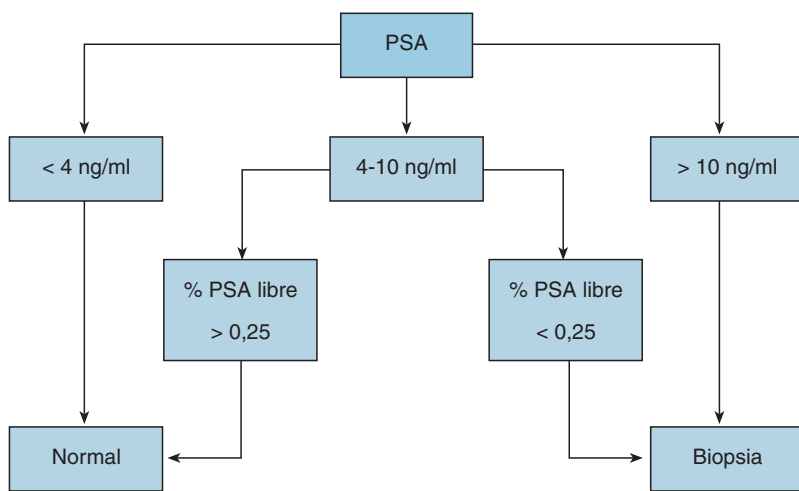 PSA
< 4 ng/ml
4-10 ng/ml
> 10 ng/ml
% PSA libre
> 0,25
% PSA libre
< 0,25
Normal
Biopsia